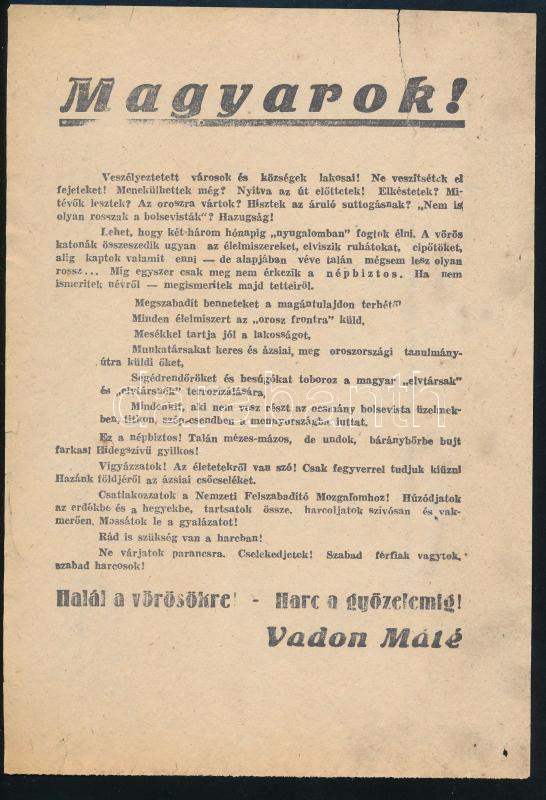 Magyarok!
Veszélyeztetett városok és községek lakosai! Ne veszítsétek el
fejeteket! Menekülhettek még? Nyitva az út előttetek! Elkéstetek? Mi-
tévők lesztek? Az oroszra vártok? Hisztek az áruló suttogásnak? „Nem is
olyan rosszak a bolsevisták"? Hazugság!
Lehet, hogy két-három hónapig „nyugalomban" fogtok élni. A vörös
katonák összeszedik ugyan az élelmiszereket, elviszik ruhátokat, cipőtöket,
alig kaptok valamit enni — de alapjában véve talán mégsem lesz olyan
rossz... Míg egyszer csak meg nem érkezik a népbiztos. Ha nem
ismeritek névről — megismeritek majd tetteiről.
Megszabadít benneteket a magántulajdon terhétől
Minden élelmiszert az „orosz frontra" küld,
Mesékkel tartja jól a lakosságot,
Munkatársakat keres és ázsiai, meg oroszországi tanulmány-
útra küldi őket,
Segédrendőröket és besúgókat toboroz a magyar „elvtársak"
és „elvtársnők" terrorizálására,
Mindenkit, aki nem vesz részt az ocsmány bolsevista üzelmek-
ben, titkon, szép csendben a mennyországba juttat.
Ez a népbiztos! Talán mézes-mázos, de undok, báránybőrbe bujt
farkas! Hidegszívű gyilkos!
Vigyázzatok! Az életetekről van szó! Csak fegyverrel tudjuk kiűzni
Hazánk földjéről az ázsiai csőcseléket.
Csatlakozzatok a Nemzeti Felszabadító Mozgalomhoz! Húzódjatok
az erdőkbe és a hegyekbe, tartsatok össze, harcoljatok szívósan és vak-
merően. Mossátok le a gyalázatot!
Rád is szükség van a harcban!
Ne várjatok parancsra. Cselekedjetek! Szabad férfiak vagytok,
szabad harcosok!
Halál a vörösökre! - Harc a győzelemig!
Vadon Máté
darabanth